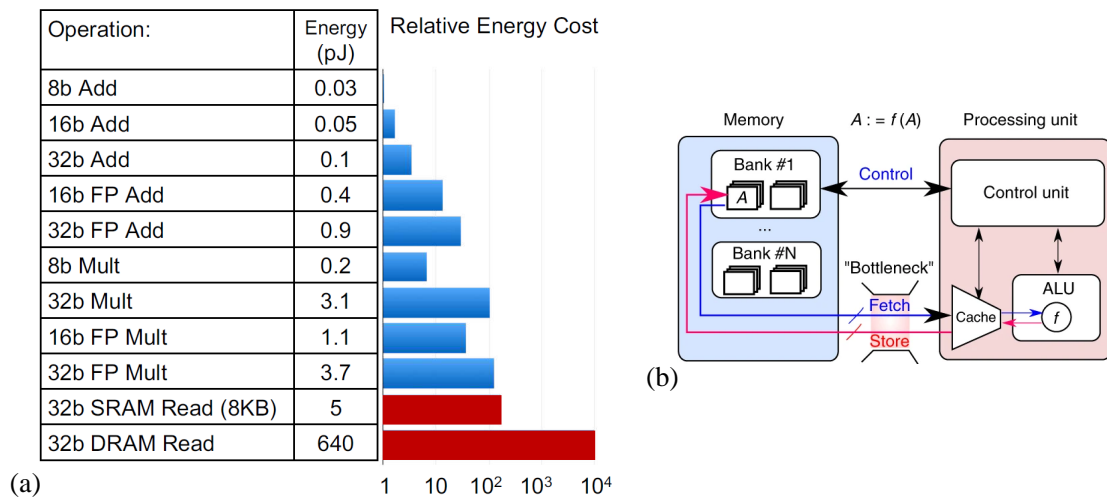 Operation: Energy (pJ) Relative Energy Cost
8b Add 0.03
16b Add 0.05
32b Add 0.1
16b FP Add 0.4
32b FP Add 0.9
8b Mult 0.2
32b Mult 3.1
16b FP Mult 1.1
32b FP Mult 3.7
32b SRAM Read (8KB) 5
32b DRAM Read 640
1 10 10² 10³ 10⁴
(a)
Memory A := f(A) Processing unit
Bank #1
Control
Control unit
A
...
Bank #N
"Bottleneck"
ALU
Fetch
Cache
f
Store
(b)